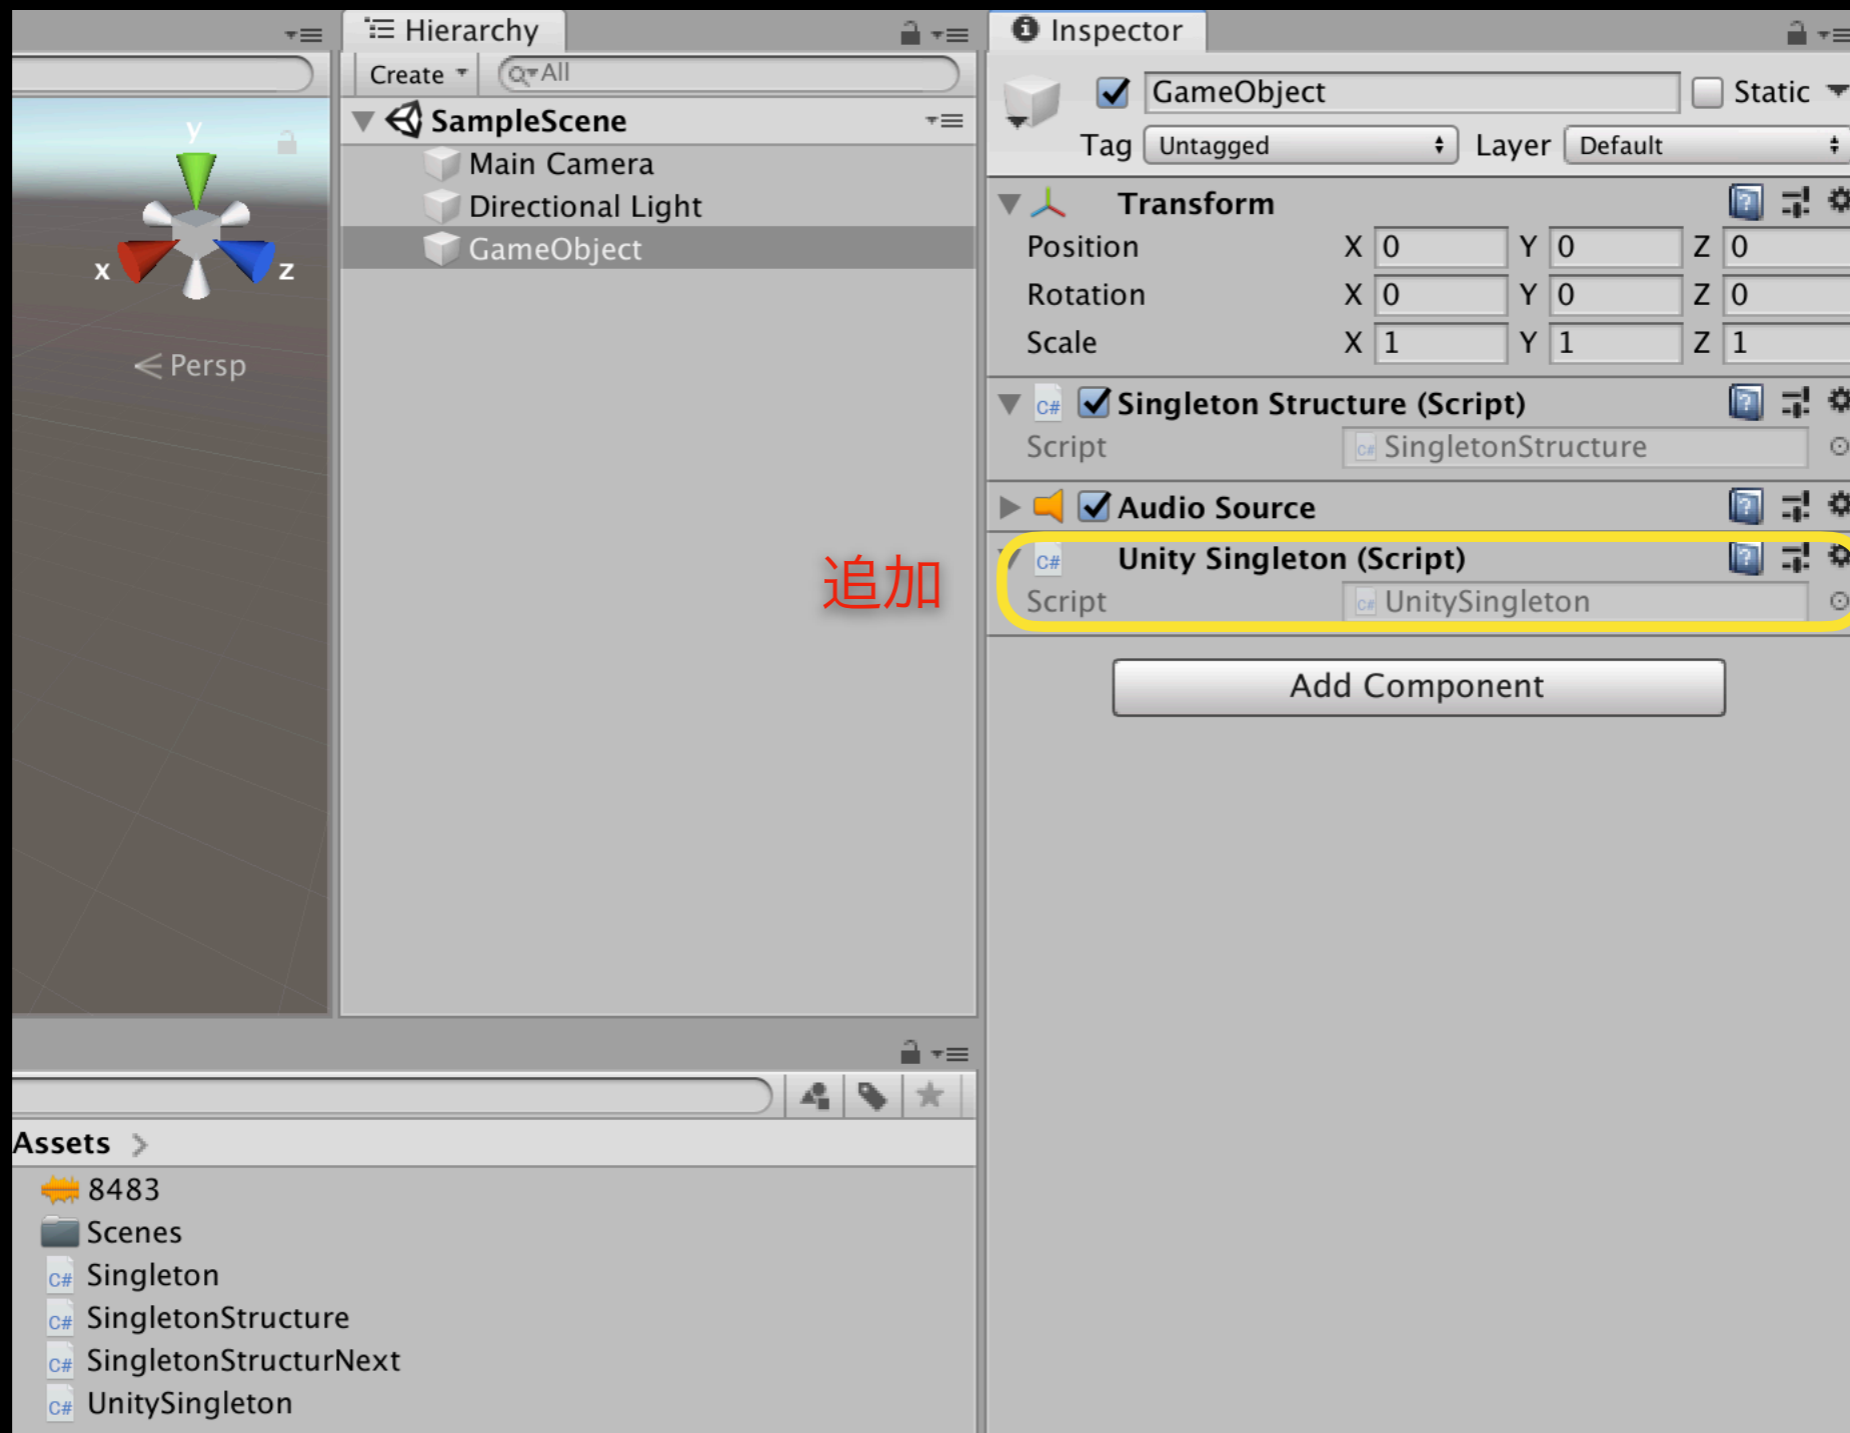 Hierarchy
Create
All
SampleScene
Main Camera
Directional Light
GameObject
y
x
z
Persp
追加
Inspector
GameObject
Static
Tag Untagged Layer Default
Transform
Position X 0 Y 0 Z 0
Rotation X 0 Y 0 Z 0
Scale X 1 Y 1 Z 1
C# Singleton Structure (Script)
Script C# SingletonStructure
Audio Source
C# Unity Singleton (Script)
Script C# UnitySingleton
Add Component
Assets
8483
Scenes
C# Singleton
C# SingletonStructure
C# SingletonStructurNext
C# UnitySingleton